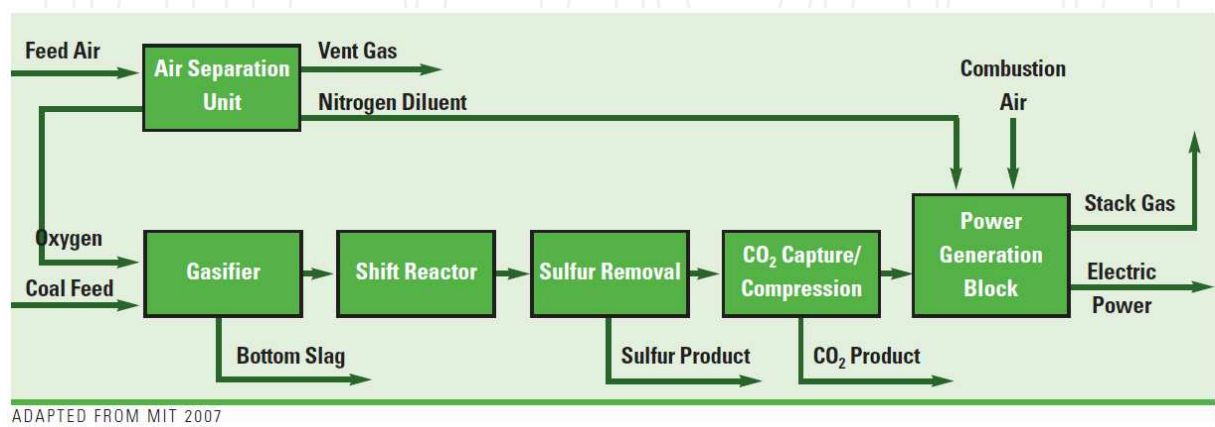 Feed Air
Air Separation
Unit
Vent Gas
Nitrogen Diluent
Combustion
Air
Oxygen
Coal Feed
Gasifier
Shift Reactor
Sulfur Removal
CO₂ Capture/
Compression
Power
Generation
Block
Stack Gas
Electric
Power
Bottom Slag
Sulfur Product
CO₂ Product
ADAPTED FROM MIT 2007